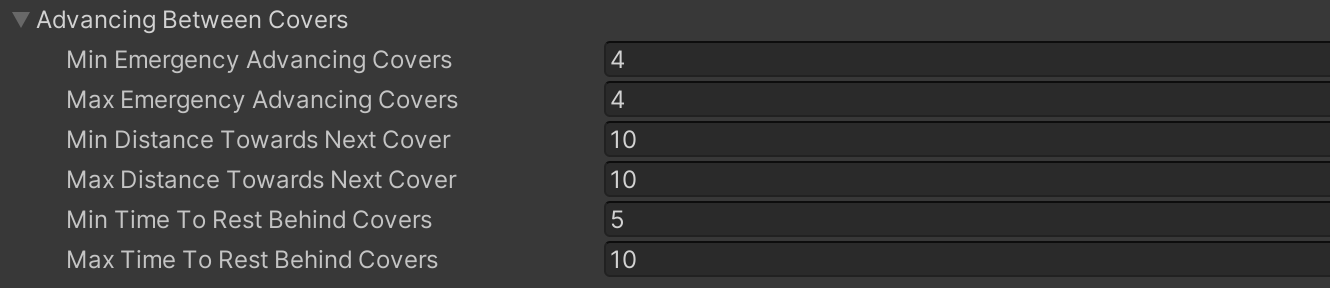 Advancing Between Covers
Min Emergency Advancing Covers 4
Max Emergency Advancing Covers 4
Min Distance Towards Next Cover 10
Max Distance Towards Next Cover 10
Min Time To Rest Behind Covers 5
Max Time To Rest Behind Covers 10